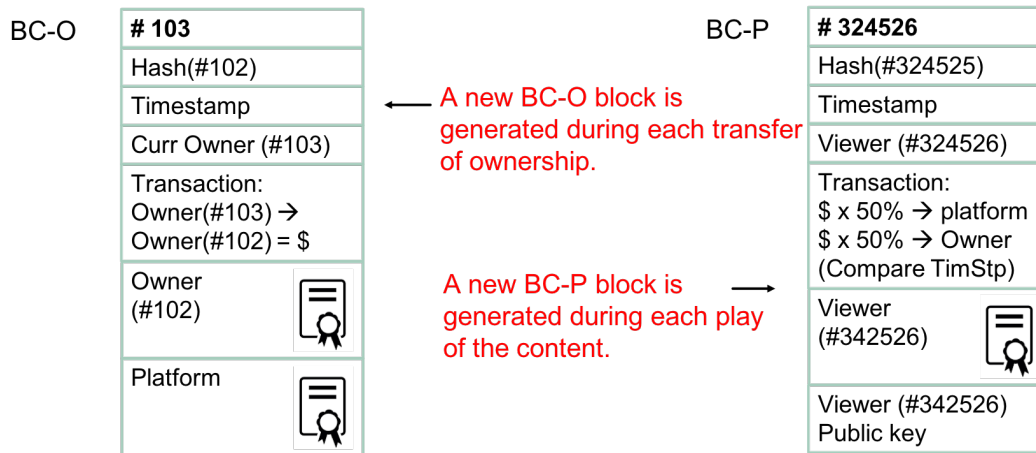 BC-O
# 103
Hash(#102)
Timestamp
Curr Owner (#103)
Transaction:
Owner(#103) →
Owner(#102) = $
Owner
(#102)
Platform
A new BC-O block is
generated during each transfer
of ownership.
A new BC-P block is
generated during each play
of the content.
BC-P
# 324526
Hash(#324525)
Timestamp
Viewer (#324526)
Transaction:
$ x 50% → platform
$ x 50% → Owner
(Compare TimStp)
Viewer
(#342526)
Viewer (#342526)
Public key